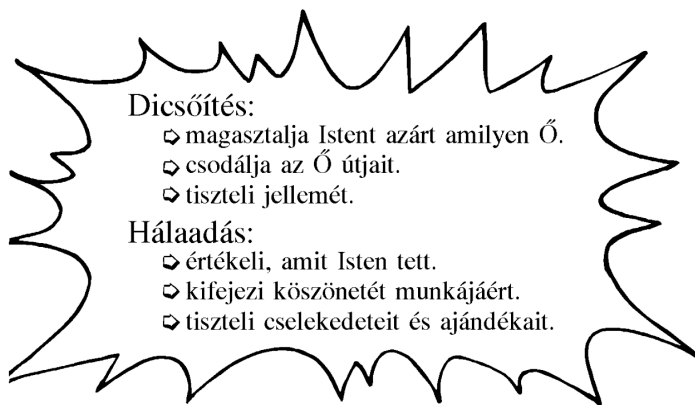 Dicsőítés:
➩ magasztalja Istent azárt amilyen Ő.
➩ csodálja az Ő útjait.
➩ tiszteli jellemét.
Hálaadás:
➩ értékeli, amit Isten tett.
➩ kifejezi köszönetét munkájáért.
➩ tiszteli cselekedeteit és ajándékait.